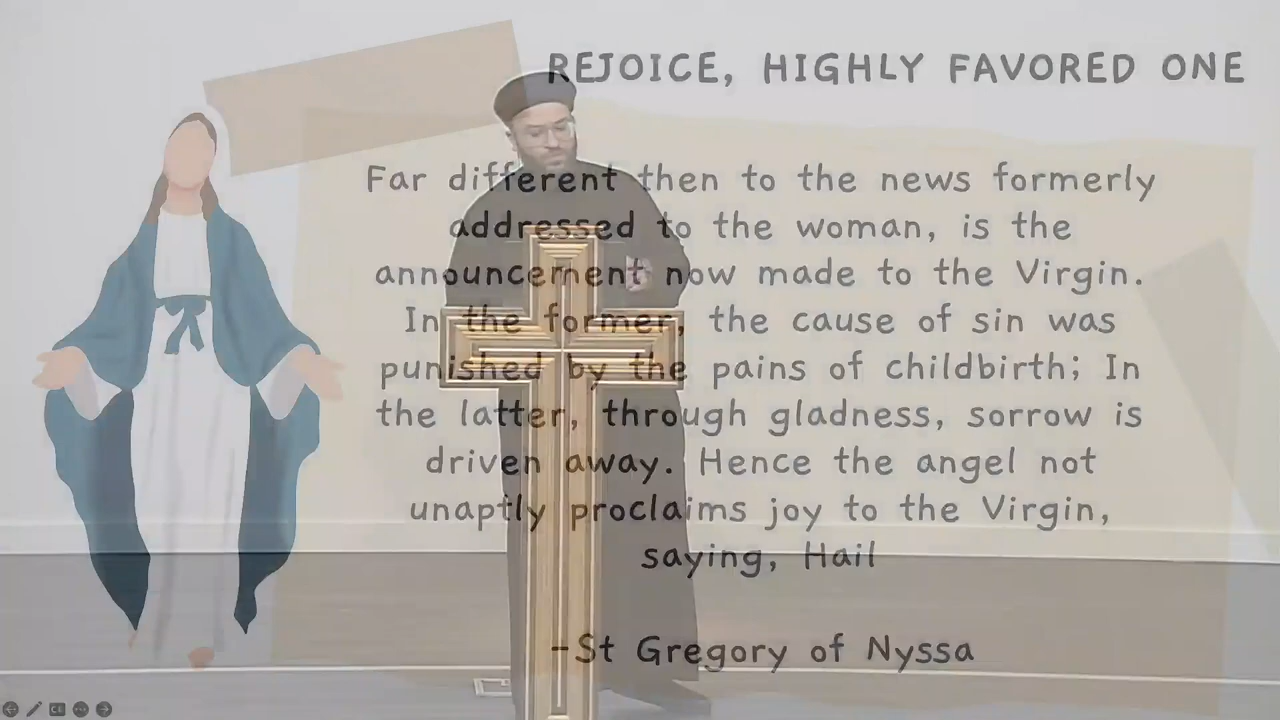 REJOICE, HIGHLY FAVORED ONE
Far different then to the news formerly
addressed to the woman, is the
announcement now made to the Virgin.
In the former, the cause of sin was
punished by the pains of childbirth; In
the latter, through gladness, sorrow is
driven away. Hence the angel not
unaptly proclaims joy to the Virgin,
saying, Hail
-St Gregory of Nyssa